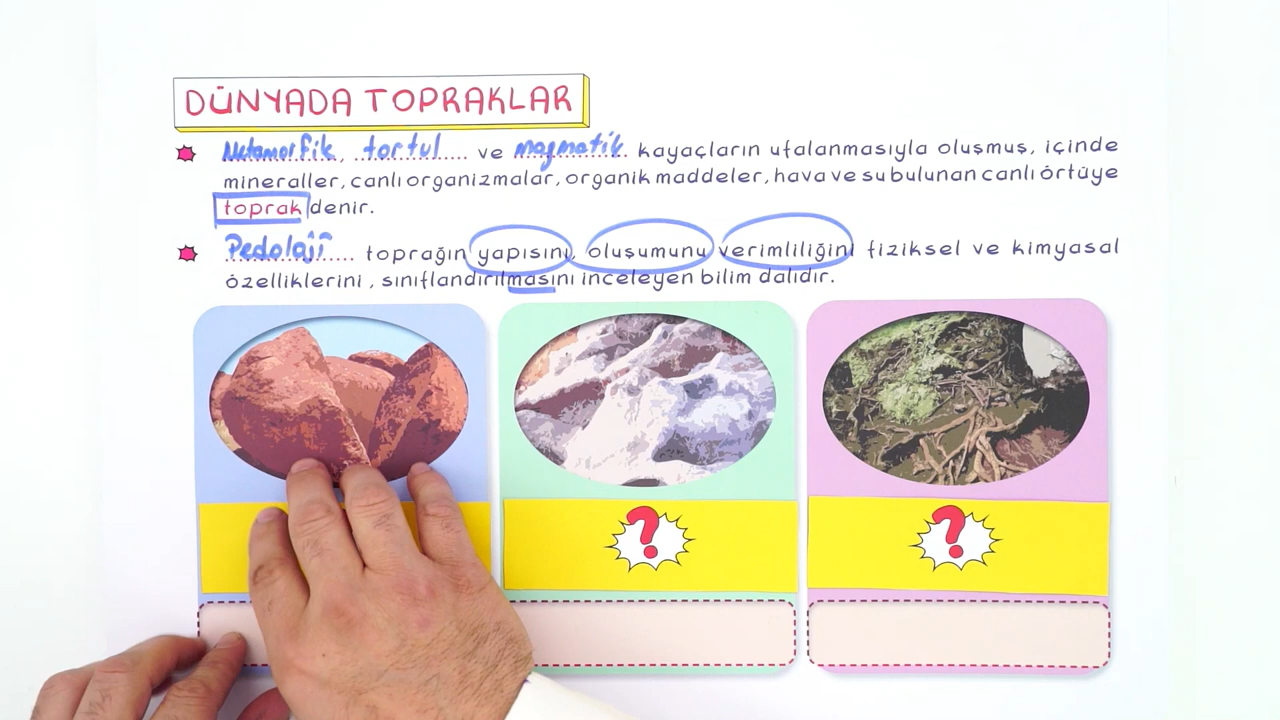 DÜNYADA TOPRAKLAR
Metamorfik, tortul ve magmatik kayaçların ufalanmasıyla oluşmuş, içinde
mineraller, canlı organizmalar, organik maddeler, hava ve su bulunan canlı örtüye
toprak denir.
Pedoloji toprağın yapısını, oluşumunu verimliliğini fiziksel ve kimyasal
özelliklerini , sınıflandırılmasını inceleyen bilim dalıdır.
? ?